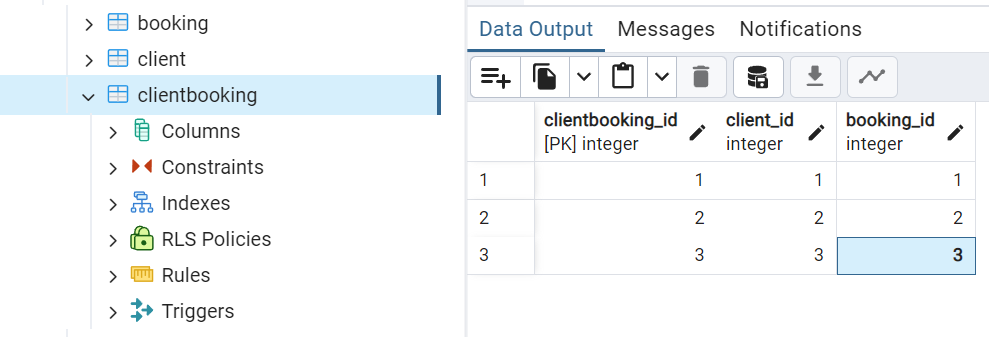 booking
client
clientbooking
Columns
Constraints
Indexes
RLS Policies
Rules
Triggers
Data Output Messages Notifications
clientbooking_id client_id booking_id
[PK] integer integer integer
1 1 1 1
2 2 2 2
3 3 3 3